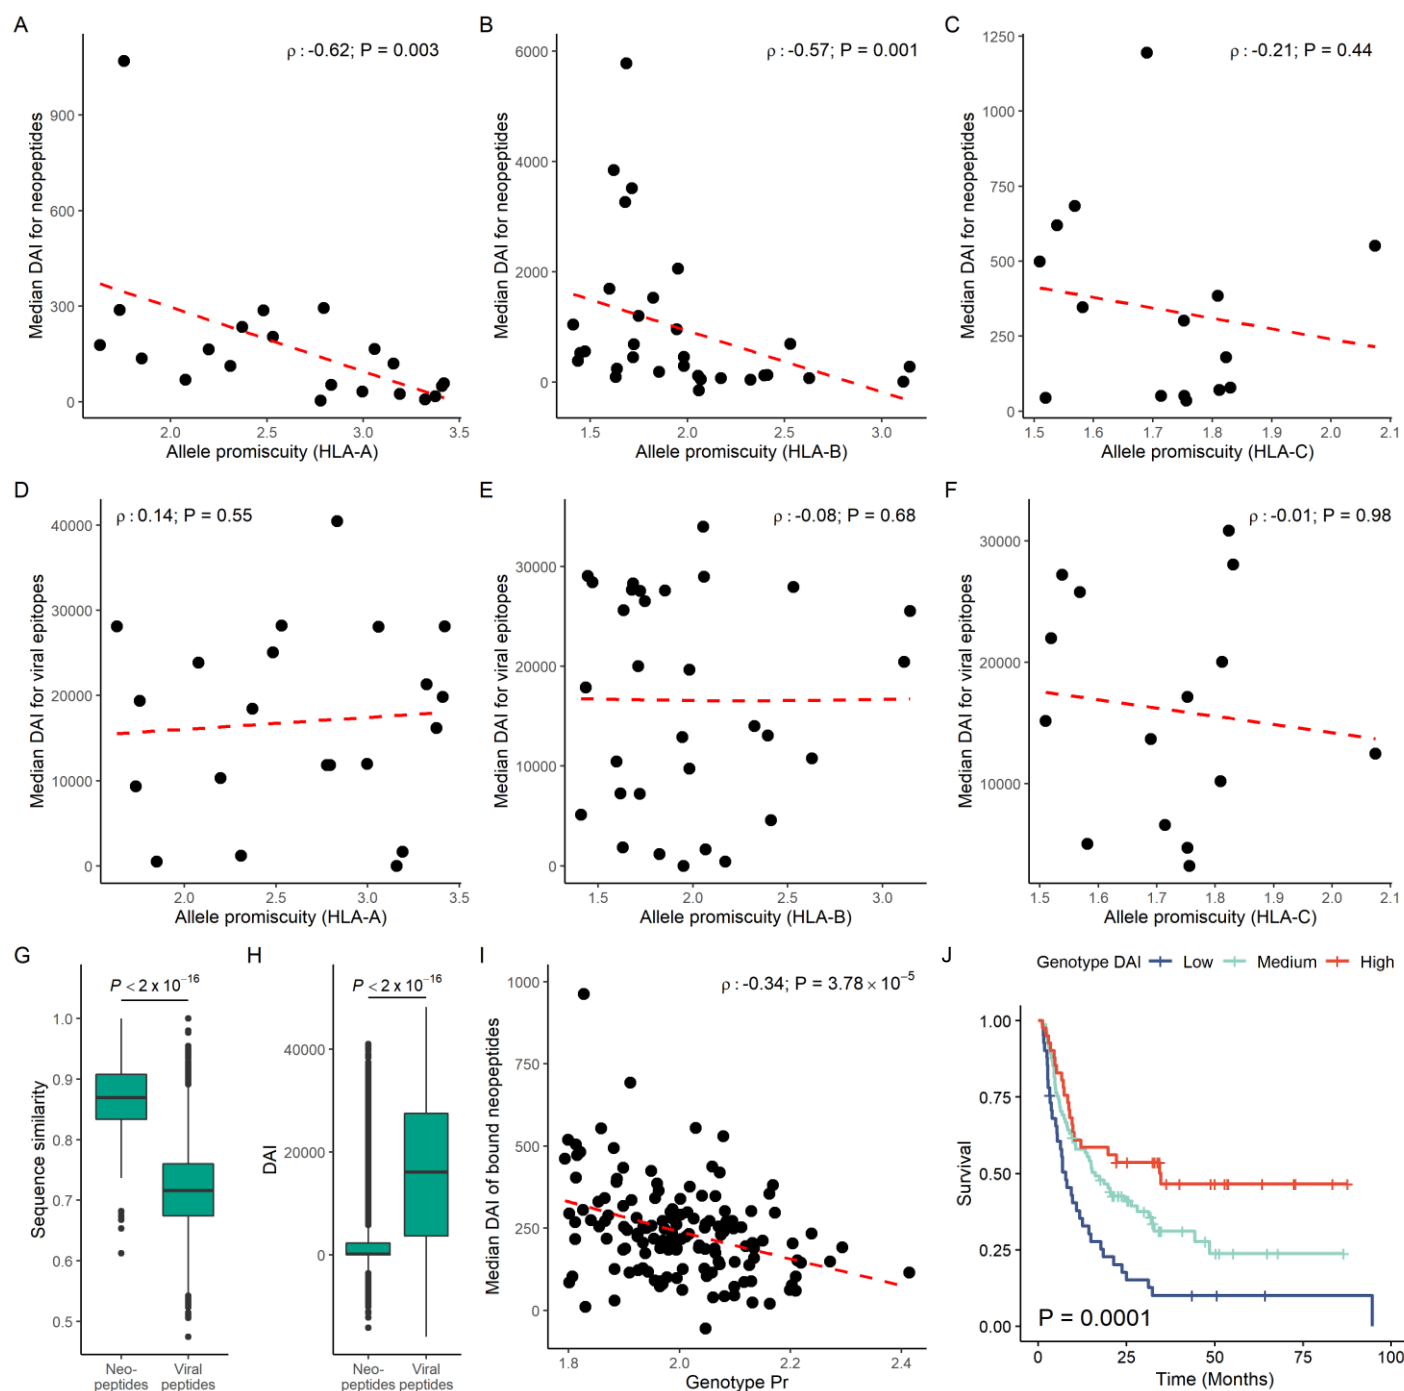 A
ρ : -0.62; P = 0.003
Median DAI for neopeptides
900
600
300
0
2.0 2.5 3.0 3.5
Allele promiscuity (HLA-A)
B
ρ : -0.57; P = 0.001
Median DAI for neopeptides
6000
4000
2000
0
1.5 2.0 2.5 3.0
Allele promiscuity (HLA-B)
C
ρ : -0.21; P = 0.44
Median DAI for neopeptides
1250
1000
750
500
250
0
1.5 1.6 1.7 1.8 1.9 2.0 2.1
Allele promiscuity (HLA-C)
D
ρ : 0.14; P = 0.55
Median DAI for viral epitopes
40000
30000
20000
10000
0
2.0 2.5 3.0 3.5
Allele promiscuity (HLA-A)
E
ρ : -0.08; P = 0.68
Median DAI for viral epitopes
30000
20000
10000
0
1.5 2.0 2.5 3.0
Allele promiscuity (HLA-B)
F
ρ : -0.01; P = 0.98
Median DAI for viral epitopes
30000
20000
10000
1.5 1.6 1.7 1.8 1.9 2.0 2.1
Allele promiscuity (HLA-C)
G
P < 2 x 10⁻¹⁶
Sequence similarity
1.0
0.9
0.8
0.7
0.6
0.5
Neo- Viral
peptides peptides
H
P < 2 x 10⁻¹⁶
DAI
40000
20000
0
Neo- Viral
peptides peptides
I
ρ : -0.34; P = 3.78 × 10⁻⁵
Median DAI of bound neopeptides
1000
750
500
250
0
1.8 2.0 2.2 2.4
Genotype Pr
J
Genotype DAI Low Medium High
Survival
1.00
0.75
0.50
0.25
0.00
P = 0.0001
0 25 50 75 100
Time (Months)